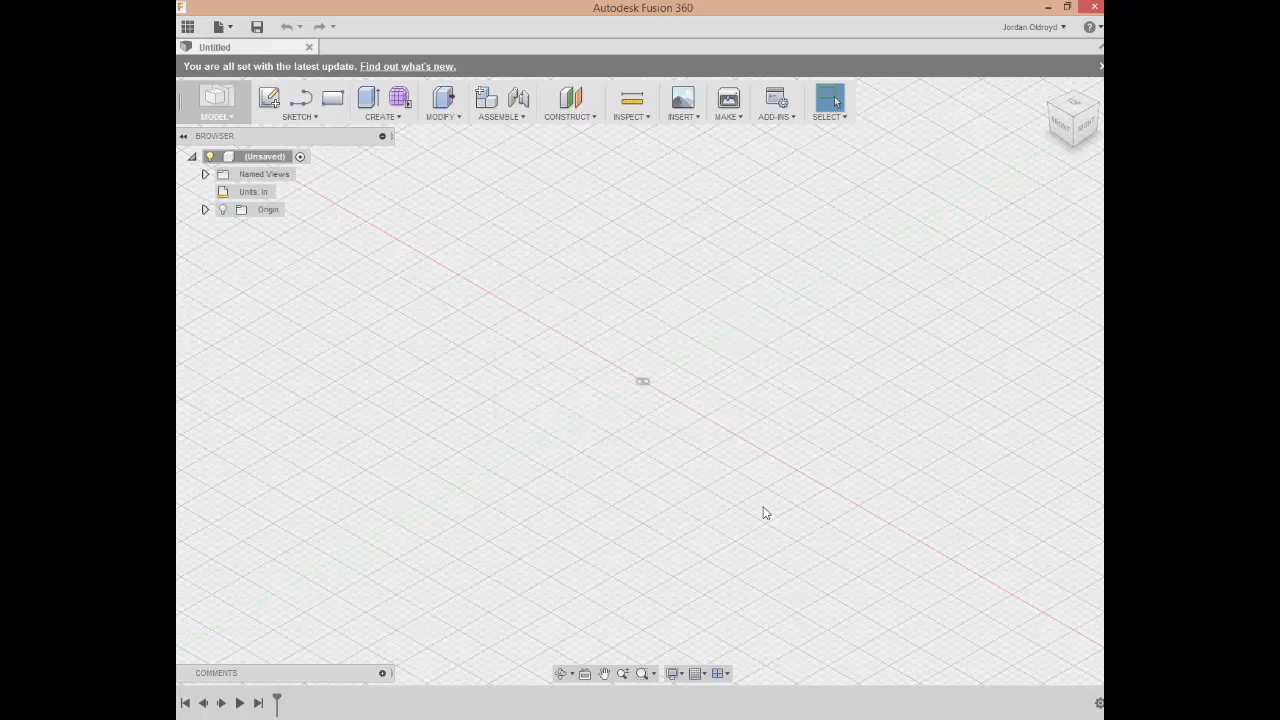 Autodesk Fusion 360
Jordan Oldroyd
Untitled
You are all set with the latest update. Find out what's new.
MODEL SKETCH CREATE MODIFY ASSEMBLE CONSTRUCT INSPECT INSERT MAKE ADD-INS SELECT
FRONT RIGHT
BROWSER
(Unsaved)
Named Views
Units: in
Origin
COMMENTS